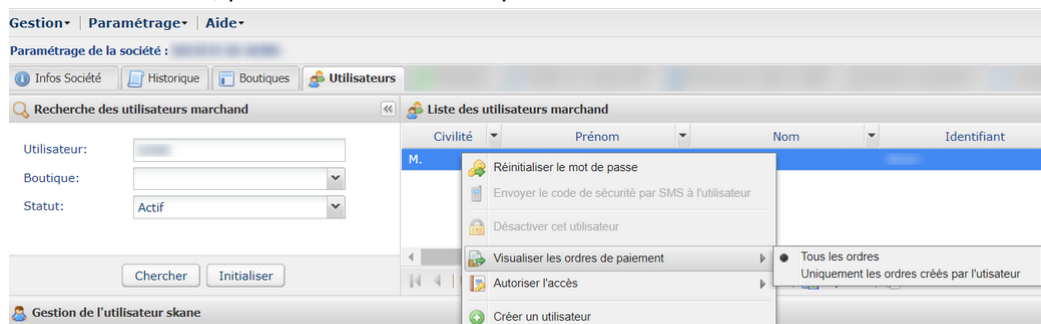 Gestion | Paramétrage | Aide
Paramétrage de la société :
Infos Société Historique Boutiques Utilisateurs
Recherche des utilisateurs marchand
Utilisateur:
Boutique:
Statut: Actif
Chercher Initialiser
Gestion de l'utilisateur skane
Liste des utilisateurs marchand
Civilité Prénom Nom Identifiant
M.
Réinitialiser le mot de passe
Envoyer le code de sécurité par SMS à l'utilisateur
Désactiver cet utilisateur
Visualiser les ordres de paiement
Autoriser l'accès
Créer un utilisateur
Tous les ordres
Uniquement les ordres créés par l'utisateur